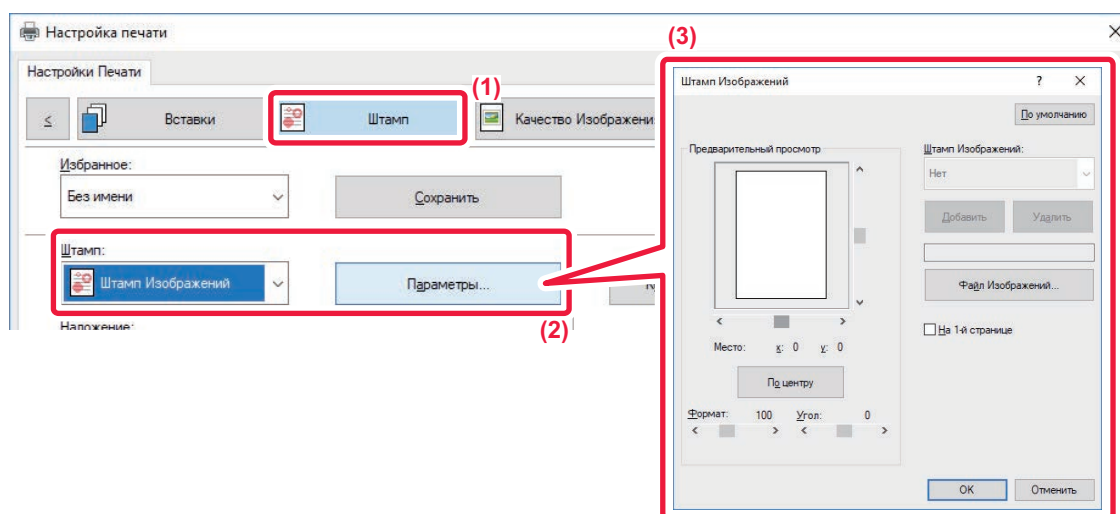 Настройка печати
Настройки Печати
(1)
≤
Вставки
Штамп
Качество Изображени
Избранное:
Без имени
Сохранить
Штамп:
Штамп Изображений
Параметры...
(2)
Наложение:
(3)
Штамп Изображений
?
По умолчанию
Предварительный просмотр
Штамп Изображений:
Нет
Добавить
Удалить
Файл Изображений...
На 1-й странице
Место: x: 0 y: 0
По центру
Формат: 100 Угол: 0
OK
Отменить